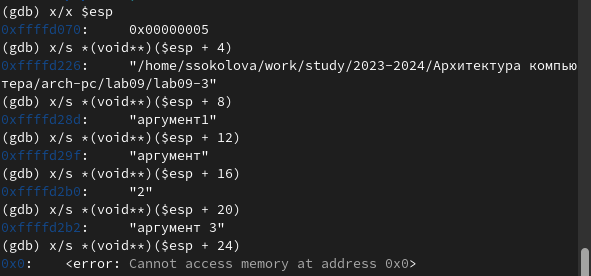 (gdb) x/x $esp
0xffffd070:     0x00000005
(gdb) x/s *(void**)($esp + 4)
0xffffd226:     "/home/ssokolova/work/study/2023-2024/Архитектура компью
тера/arch-pc/lab09/lab09-3"
(gdb) x/s *(void**)($esp + 8)
0xffffd28d:     "аргумент1"
(gdb) x/s *(void**)($esp + 12)
0xffffd29f:     "аргумент"
(gdb) x/s *(void**)($esp + 16)
0xffffd2b0:     "2"
(gdb) x/s *(void**)($esp + 20)
0xffffd2b2:     "аргумент 3"
(gdb) x/s *(void**)($esp + 24)
0x0:    <error: Cannot access memory at address 0x0>